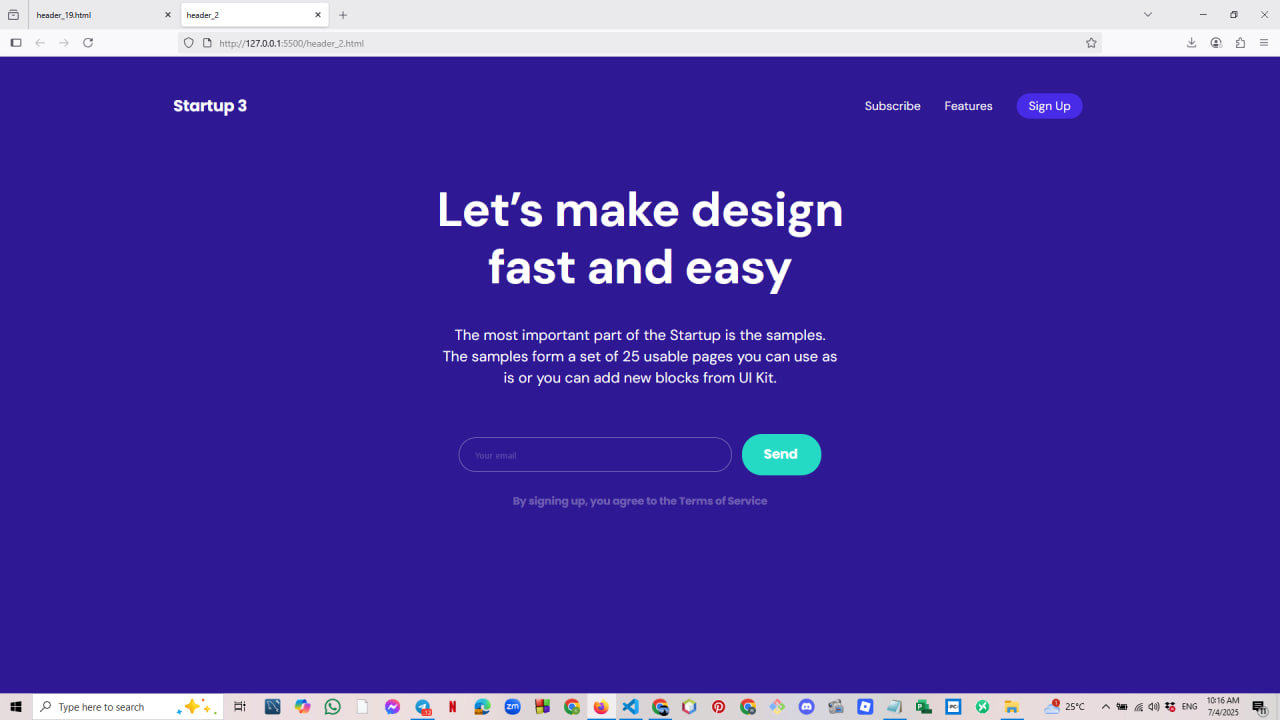 header_19.html
header_2
http://127.0.0.1:5500/header_2.html
Startup 3
Subscribe
Features
Sign Up
Let’s make design
fast and easy
The most important part of the Startup is the samples.
The samples form a set of 25 usable pages you can use as
is or you can add new blocks from UI Kit.
Your email
Send
By signing up, you agree to the Terms of Service
Type here to search
25°C
ENG
10:16 AM
7/4/2025